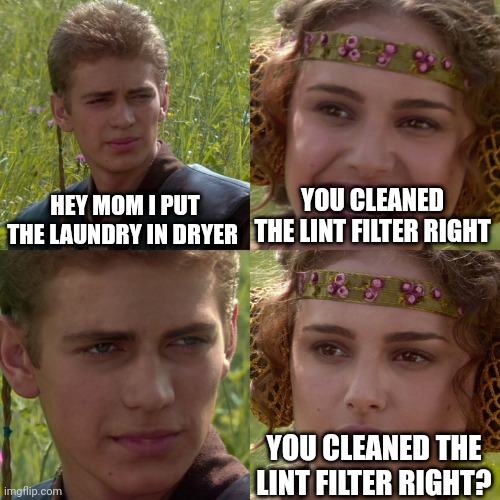 HEY MOM I PUT
THE LAUNDRY IN DRYER
YOU CLEANED
THE LINT FILTER RIGHT
YOU CLEANED THE
LINT FILTER RIGHT?
imgflip.com